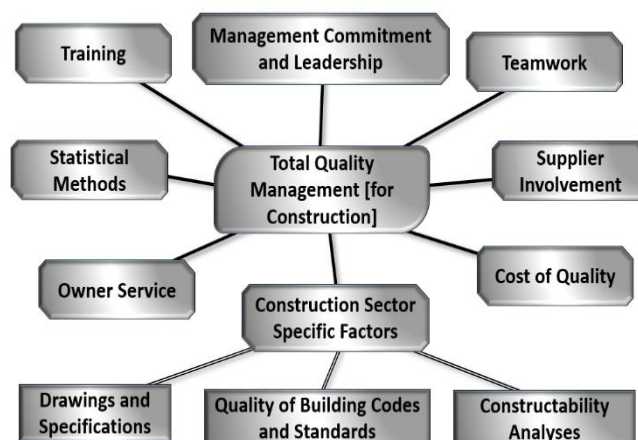 Training
Management Commitment
and Leadership
Teamwork
Statistical
Methods
Total Quality
Management [for
Construction]
Supplier
Involvement
Owner Service
Cost of Quality
Construction Sector
Specific Factors
Drawings and
Specifications
Quality of Building Codes
and Standards
Constructability
Analyses